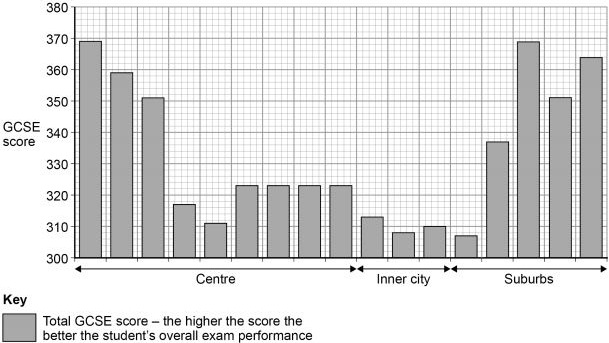 380
370
360
350
340
330
320
310
300
GCSE
score
Centre
Inner city
Suburbs
Key
Total GCSE score – the higher the score the
better the student's overall exam performance